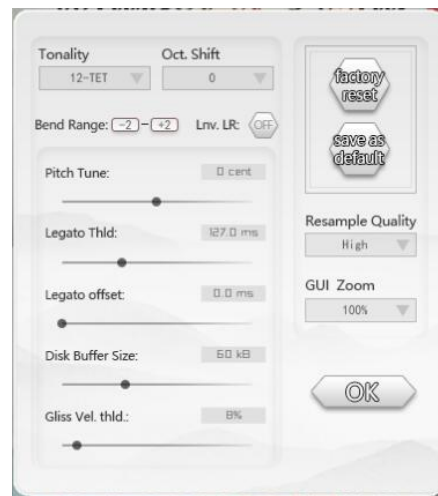 Tonality
Oct. Shift
12-TET
0
Bend Range: -2 - +2 Lnv. LR: OFF
Pitch Tune: 0 cent
Legato Thld: 127.0 ms
Legato offset: 0.0 ms
Disk Buffer Size: 60 kB
Gliss Vel. thld.: 8%
factory
reset
save as
default
Resample Quality
High
GUI Zoom
100%
OK